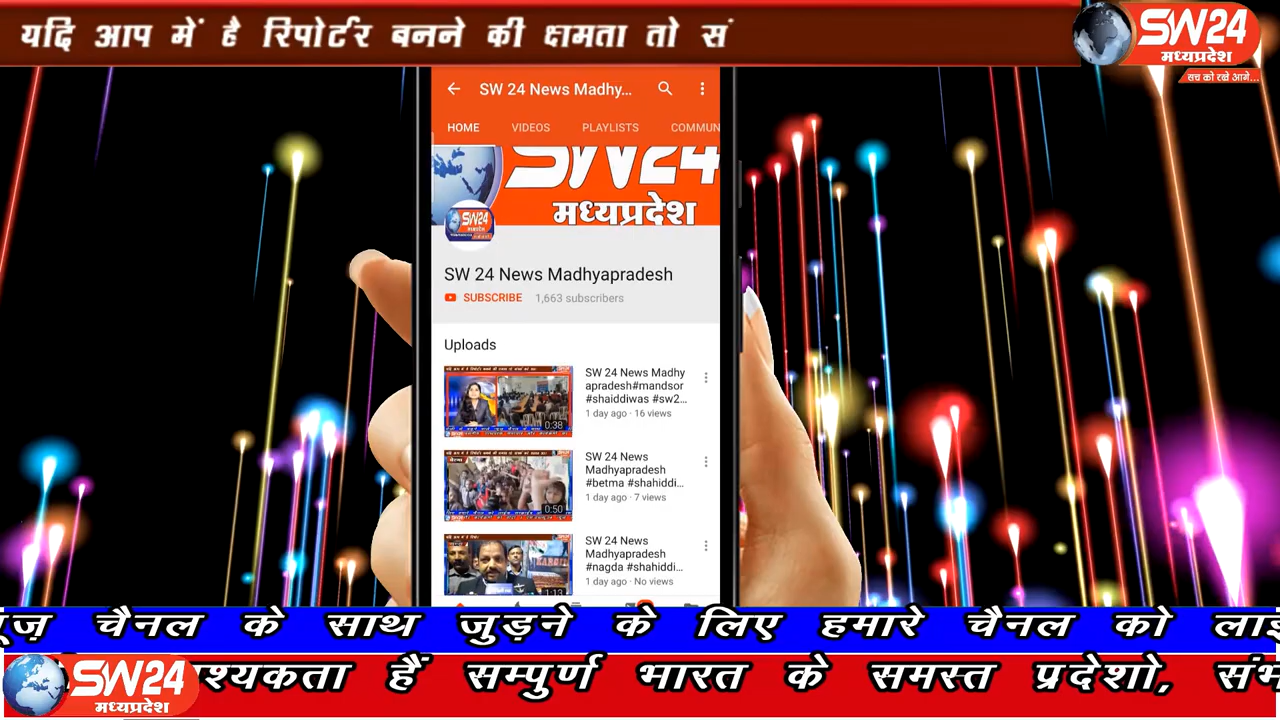 यदि आप में है रिपोर्टर बनने की क्षमता तो सं
SW24
मध्यप्रदेश
सच को रखे आगे...
SW 24 News Madhy...
HOME VIDEOS PLAYLISTS COMMUN
SW24
मध्यप्रदेश
SW24
SW 24 News Madhyapradesh
SUBSCRIBE 1,663 subscribers
Uploads
SW 24 News Madhy
apradesh#mandsor
#shaiddiwas #sw2...
1 day ago · 16 views
0:38
SW 24 News
Madhyapradesh
#betma #shahiddi...
1 day ago · 7 views
0:50
SW 24 News
Madhyapradesh
#nagda #shahiddi...
1 day ago · No views
1:13
चैनल के साथ जुड़ने के लिए हमारे चैनल को
SW24
मध्यप्रदेश
श्यकता हैं सम्पुर्ण भारत के समस्त प्रदेशो,